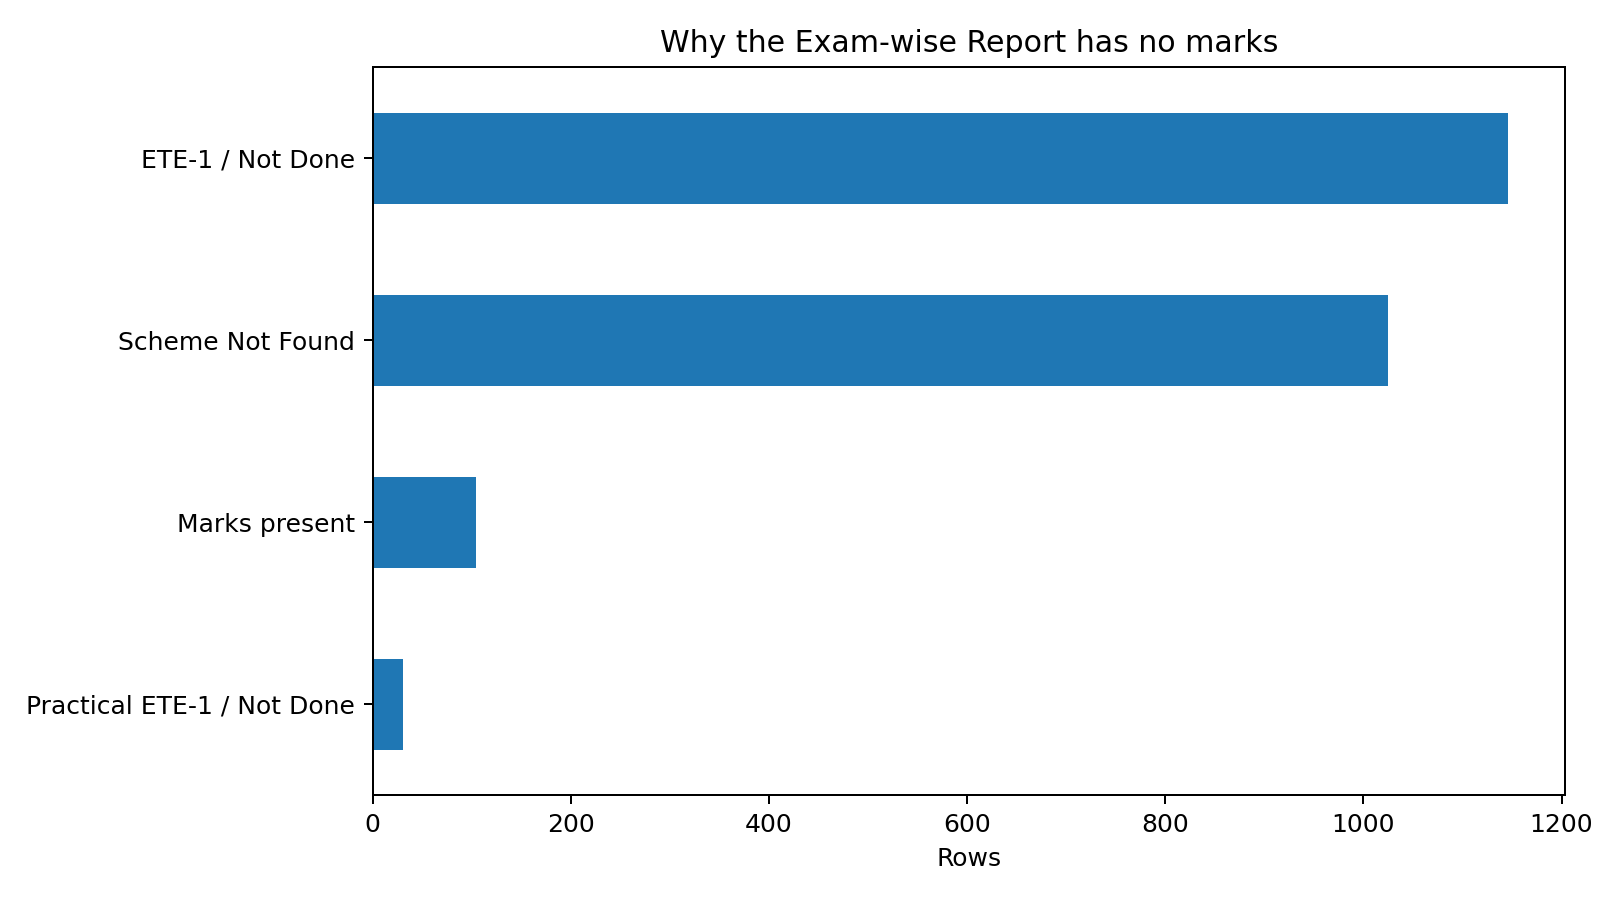 Why the Exam-wise Report has no marks
ETE-1 / Not Done
Scheme Not Found
Marks present
Practical ETE-1 / Not Done
0 200 400 600 800 1000 1200
Rows